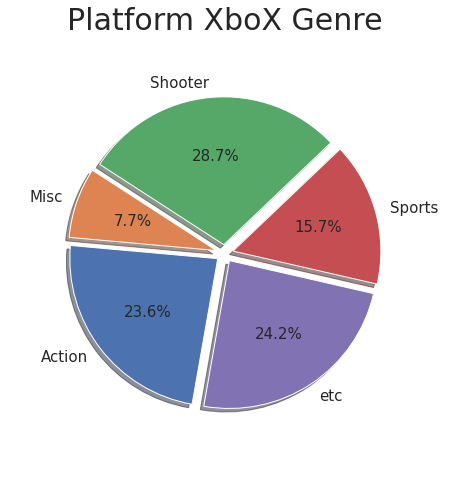 Platform XboX Genre
Shooter
28.7%
Misc
7.7%
15.7%
Sports
23.6%
24.2%
Action
etc